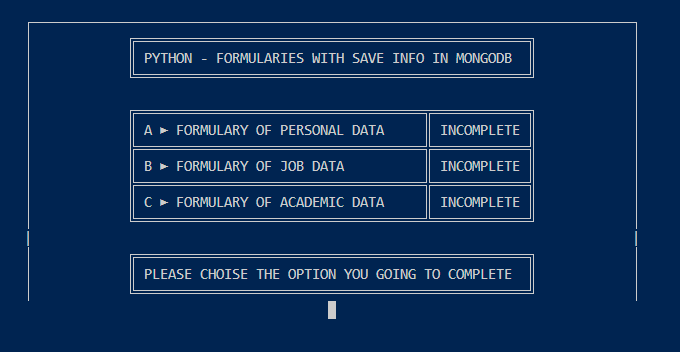 PYTHON - FORMULARIES WITH SAVE INFO IN MONGODB
A ► FORMULARY OF PERSONAL DATA INCOMPLETE
B ► FORMULARY OF JOB DATA INCOMPLETE
C ► FORMULARY OF ACADEMIC DATA INCOMPLETE
PLEASE CHOISE THE OPTION YOU GOING TO COMPLETE